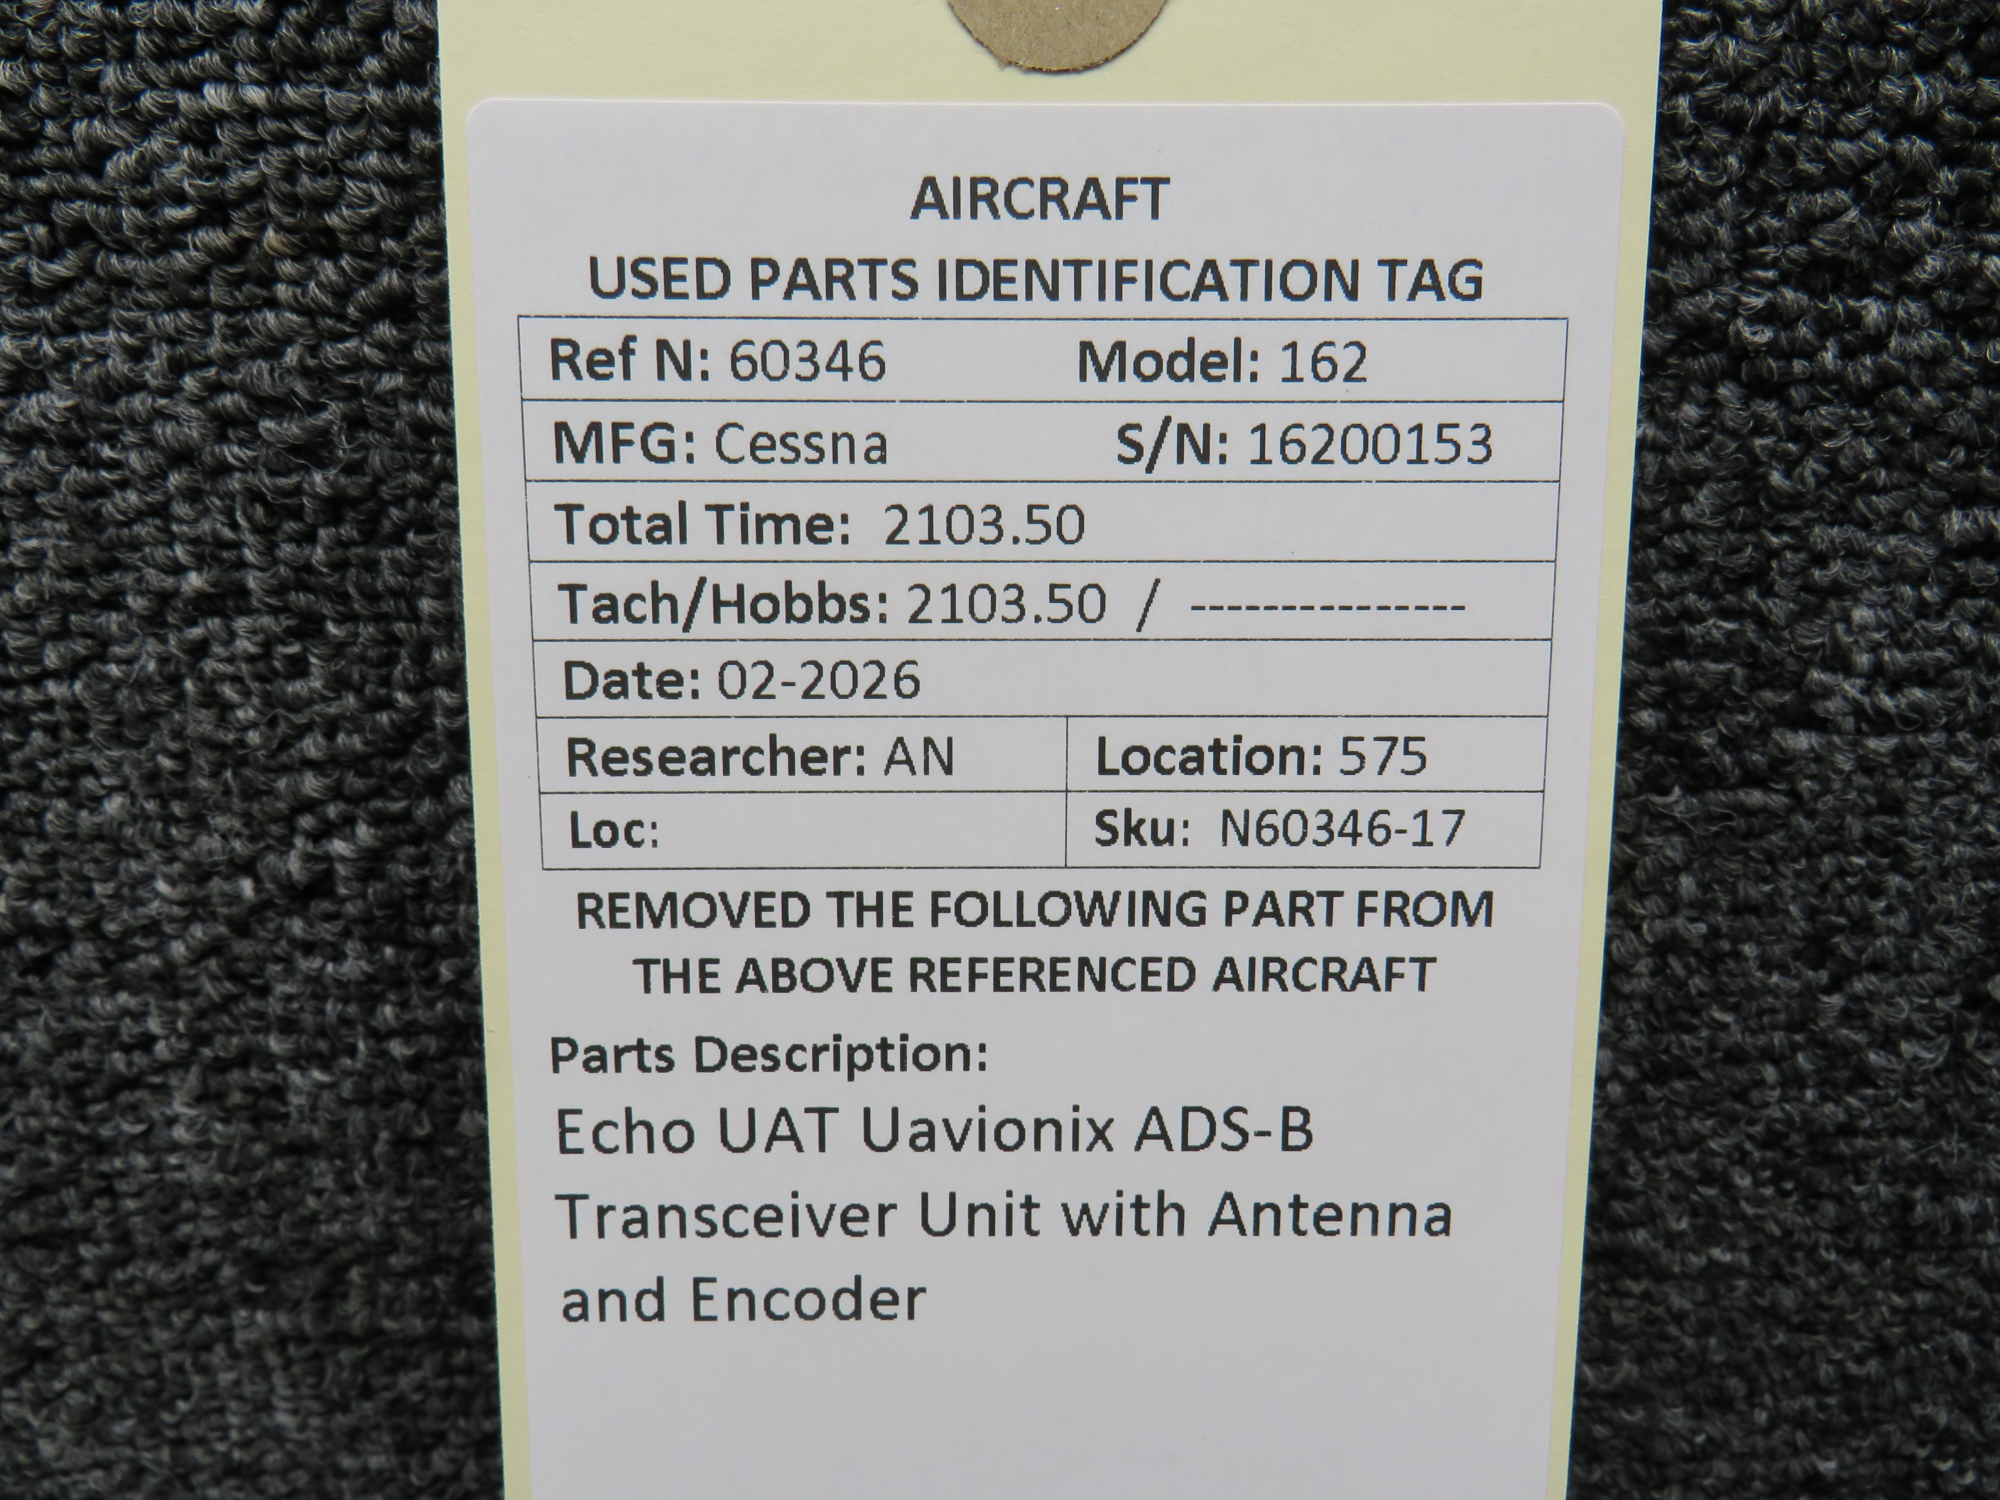 AIRCRAFT
USED PARTS IDENTIFICATION TAG
Ref N: 60346 Model: 162
MFG: Cessna S/N: 16200153
Total Time: 2103.50
Tach/Hobbs: 2103.50 / ---------------
Date: 02-2026
Researcher: AN Location: 575
Loc: Sku: N60346-17
REMOVED THE FOLLOWING PART FROM
THE ABOVE REFERENCED AIRCRAFT
Parts Description:
Echo UAT Uavionix ADS-B
Transceiver Unit with Antenna
and Encoder